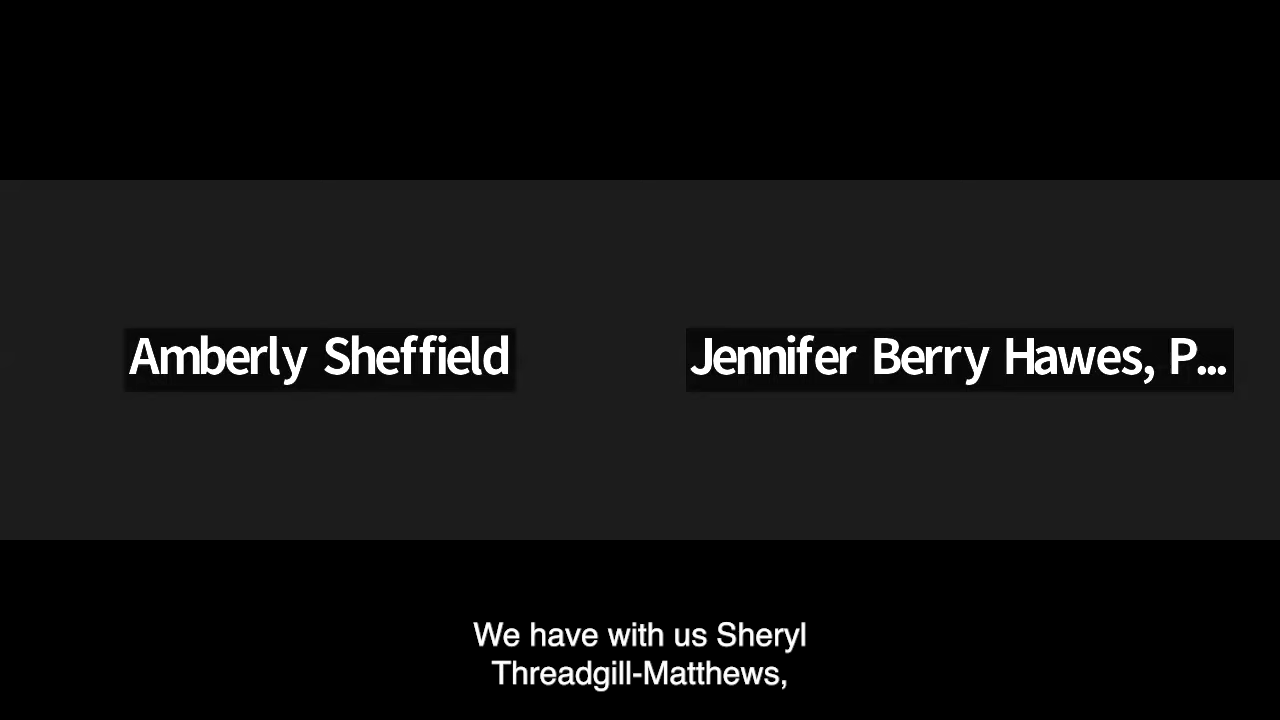 Amberly Sheffield
Jennifer Berry Hawes, P...
We have with us Sheryl
Threadgill-Matthews,